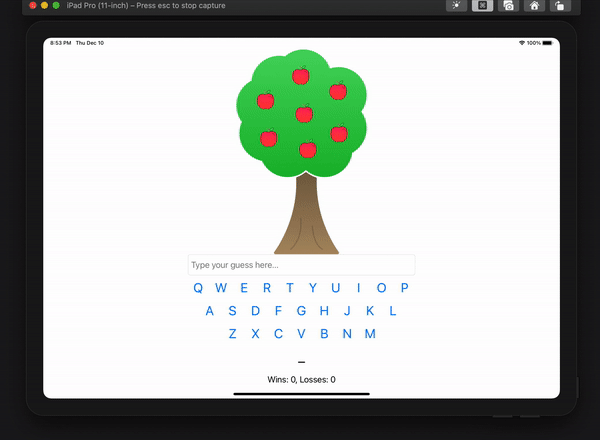 iPad Pro (11-inch) – Press esc to stop capture
8:53 PM Thu Dec 10
100%
Type your guess here...
Q W E R T Y U I O P
A S D F G H J K L
Z X C V B N M
_
Wins: 0, Losses: 0